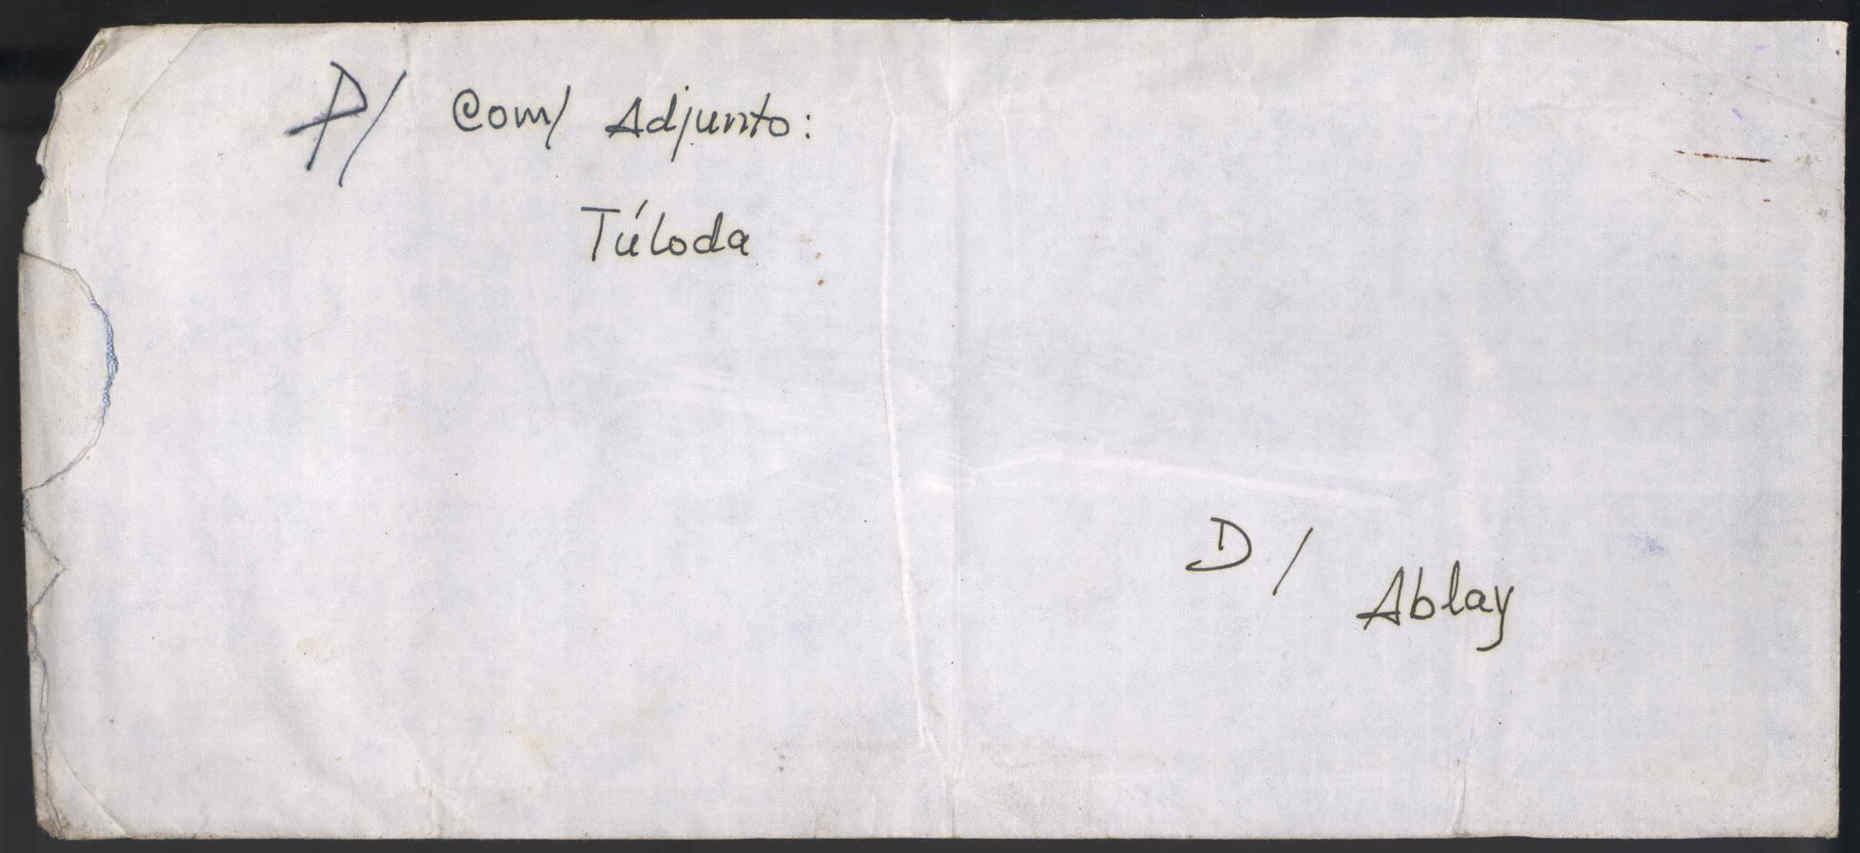 P/ Com/ Adjunto:
Túloda
D/
Ablay